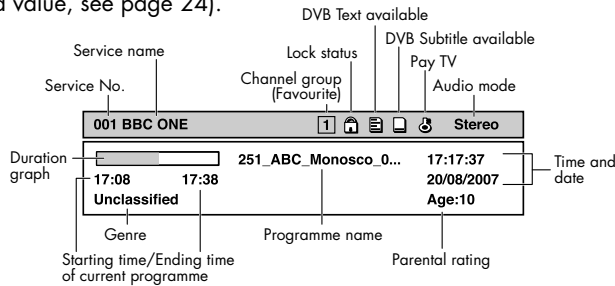 d value, see page 24).
DVB Text available
Service name
Lock status
DVB Subtitle available
Pay TV
Service No.
Channel group
(Favourite)
Audio mode
001 BBC ONE
1
Stereo
Duration
graph
251_ABC_Monosco_0...
17:17:37
Time and
date
17:08
17:38
20/08/2007
Unclassified
Age:10
Genre
Programme name
Parental rating
Starting time/Ending time
of current programme